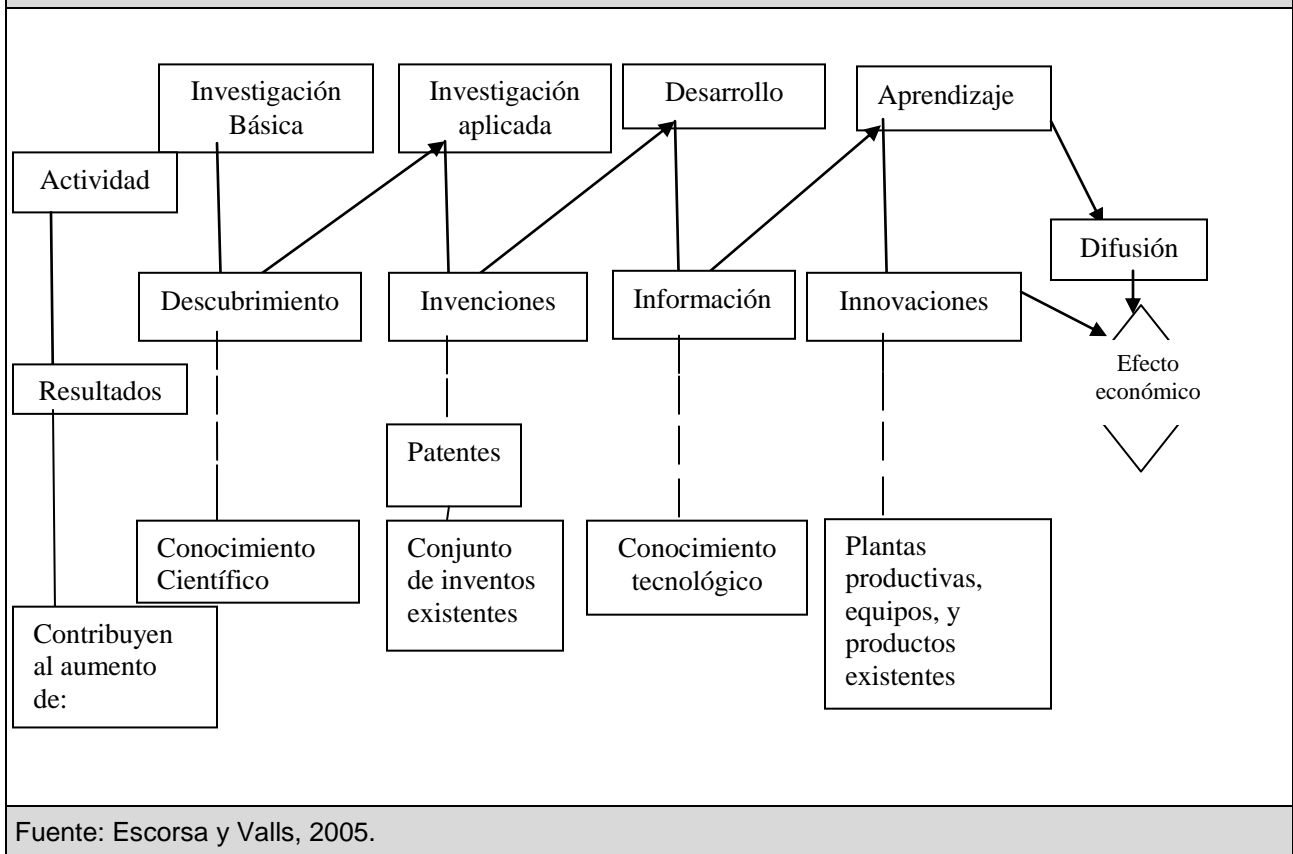 Investigación
Básica
Investigación
aplicada
Desarrollo
Aprendizaje
Actividad
Difusión
Descubrimiento
Invenciones
Información
Innovaciones
Efecto
económico
Resultados
Patentes
Conocimiento
Científico
Conjunto
de inventos
existentes
Conocimiento
tecnológico
Plantas
productivas,
equipos, y
productos
existentes
Contribuyen
al aumento
de:
Fuente: Escorsa y Valls, 2005.